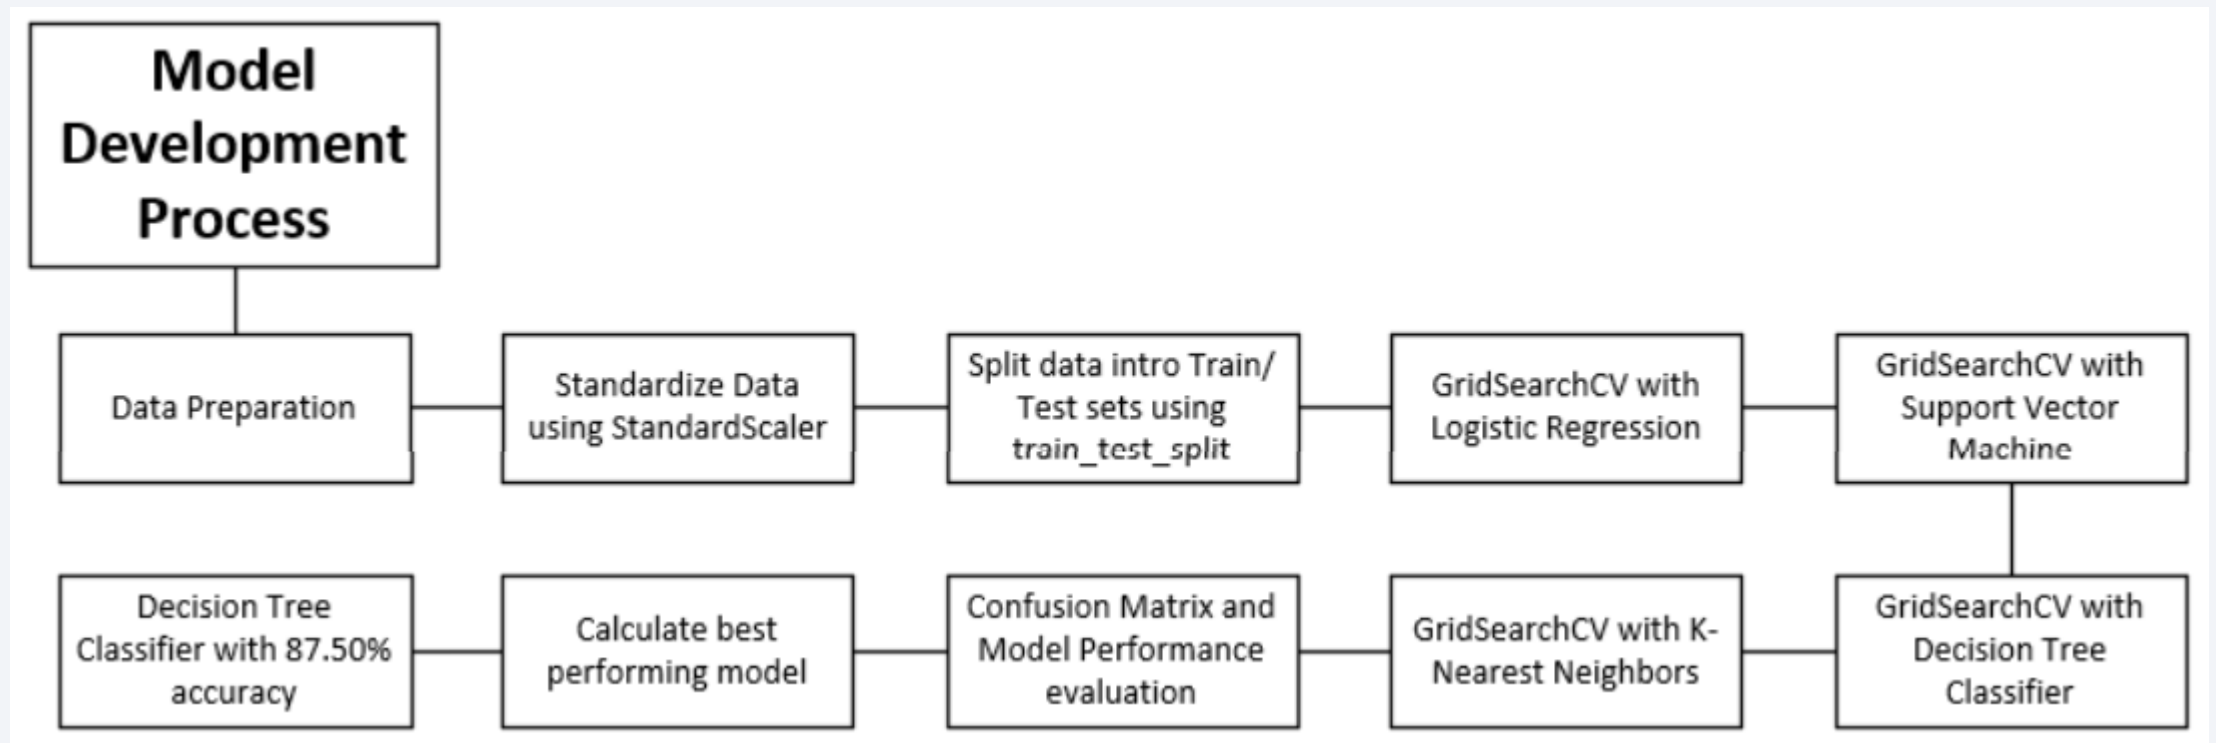 Model
Development
Process
Data Preparation
Standardize Data
using StandardScaler
Split data intro Train/
Test sets using
train_test_split
GridSearchCV with
Logistic Regression
GridSearchCV with
Support Vector
Machine
GridSearchCV with
Decision Tree
Classifier
GridSearchCV with K-
Nearest Neighbors
Confusion Matrix and
Model Performance
evaluation
Calculate best
performing model
Decision Tree
Classifier with 87.50%
accuracy